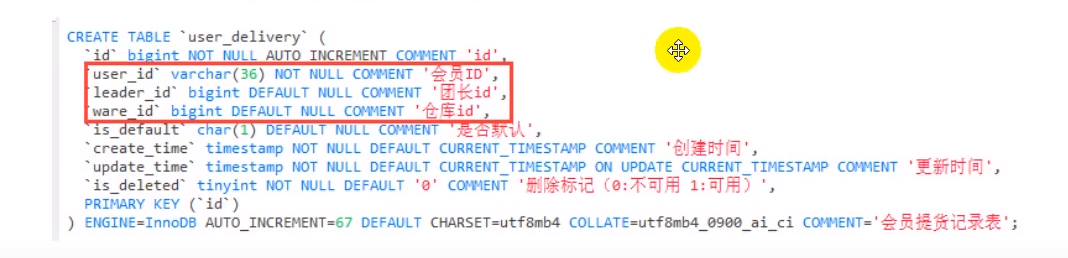 CREATE TABLE `user_delivery` (
`id` bigint NOT NULL AUTO_INCREMENT COMMENT 'id',
`user_id` varchar(36) NOT NULL COMMENT '会员ID',
`leader_id` bigint DEFAULT NULL COMMENT '团长id',
`ware_id` bigint DEFAULT NULL COMMENT '仓库id',
`is_default` char(1) DEFAULT NULL COMMENT '是否默认',
`create_time` timestamp NOT NULL DEFAULT CURRENT_TIMESTAMP COMMENT '创建时间',
`update_time` timestamp NOT NULL DEFAULT CURRENT_TIMESTAMP ON UPDATE CURRENT_TIMESTAMP COMMENT '更新时间',
`is_deleted` tinyint NOT NULL DEFAULT '0' COMMENT '删除标记（0:不可用 1:可用）',
PRIMARY KEY (`id`)
) ENGINE=InnoDB AUTO_INCREMENT=67 DEFAULT CHARSET=utf8mb4 COLLATE=utf8mb4_0900_ai_ci COMMENT='会员提货记录表';